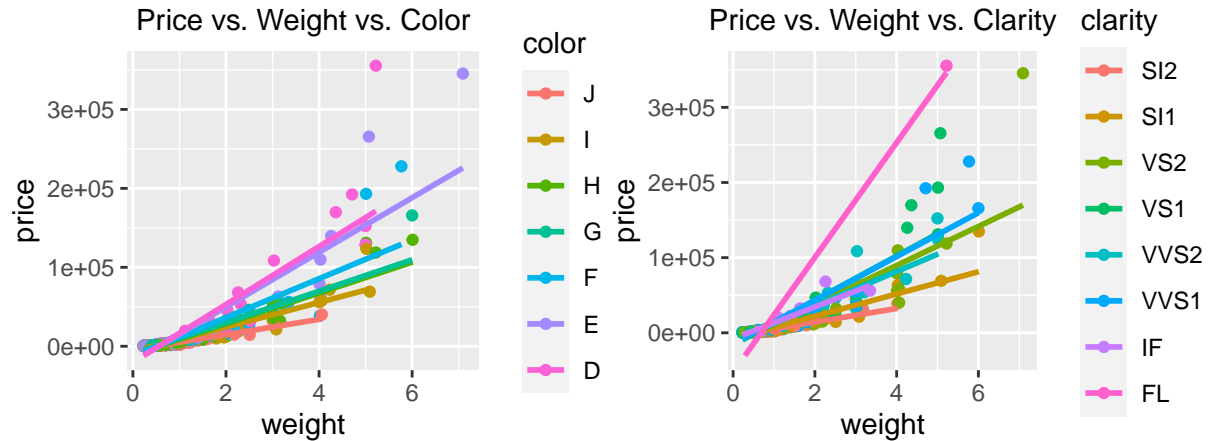 Price vs. Weight vs. Color
price
3e+05
2e+05
1e+05
0e+00
0
2
4
6
weight
color
J
I
H
G
F
E
D
Price vs. Weight vs. Clarity
price
3e+05
2e+05
1e+05
0e+00
0
2
4
6
weight
clarity
SI2
SI1
VS2
VS1
VVS2
VVS1
IF
FL